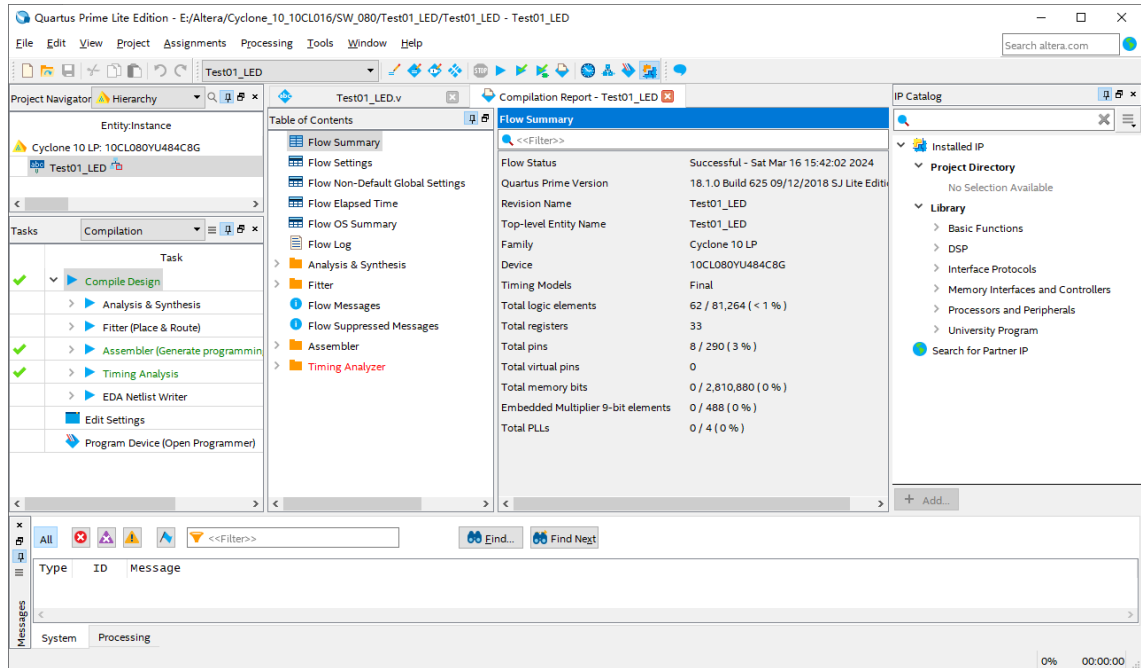 Quartus Prime Lite Edition - E:/Altera/Cyclone_10_10CL016/SW_080/Test01_LED/Test01_LED - Test01_LED
File Edit View Project Assignments Processing Tools Window Help
Search altera.com
Test01_LED
Project Navigator Hierarchy
Entity:Instance
Cyclone 10 LP: 10CL080YU484C8G
Test01_LED
Tasks Compilation
Task
Compile Design
Analysis & Synthesis
Fitter (Place & Route)
Assembler (Generate programmin
Timing Analysis
EDA Netlist Writer
Edit Settings
Program Device (Open Programmer)
Test01_LED.v
Compilation Report - Test01_LED
Table of Contents
Flow Summary
Flow Settings
Flow Non-Default Global Settings
Flow Elapsed Time
Flow OS Summary
Flow Log
Analysis & Synthesis
Fitter
Flow Messages
Flow Suppressed Messages
Assembler
Timing Analyzer
Flow Summary
<<Filter>>
Flow Status Successful - Sat Mar 16 15:42:02 2024
Quartus Prime Version 18.1.0 Build 625 09/12/2018 SJ Lite Editi
Revision Name Test01_LED
Top-level Entity Name Test01_LED
Family Cyclone 10 LP
Device 10CL080YU484C8G
Timing Models Final
Total logic elements 62 / 81,264 ( < 1 % )
Total registers 33
Total pins 8 / 290 ( 3 % )
Total virtual pins 0
Total memory bits 0 / 2,810,880 ( 0 % )
Embedded Multiplier 9-bit elements 0 / 488 ( 0 % )
Total PLLs 0 / 4 ( 0 % )
IP Catalog
Installed IP
Project Directory
No Selection Available
Library
Basic Functions
DSP
Interface Protocols
Memory Interfaces and Controllers
Processors and Peripherals
University Program
Search for Partner IP
+ Add...
All <<Filter>> Find... Find Next
Type ID Message
Messages
System Processing
0% 00:00:00